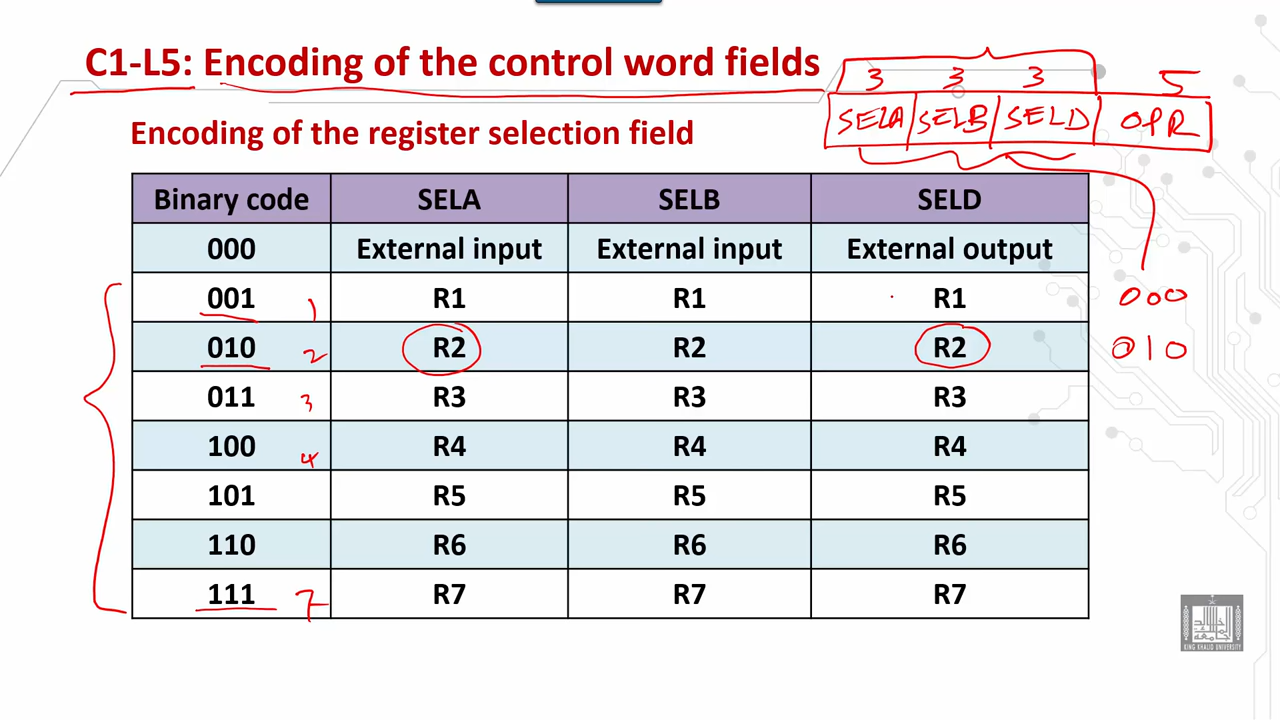 C1-L5: Encoding of the control word fields
3 3 3 5
SELA SELB SELD OPR
Encoding of the register selection field
Binary code SELA SELB SELD
000 External input External input External output
001 1 R1 R1 R1 000
010 2 R2 R2 R2 010
011 3 R3 R3 R3
100 4 R4 R4 R4
101 R5 R5 R5
110 R6 R6 R6
111 7 R7 R7 R7
KING KHALID UNIVERSITY